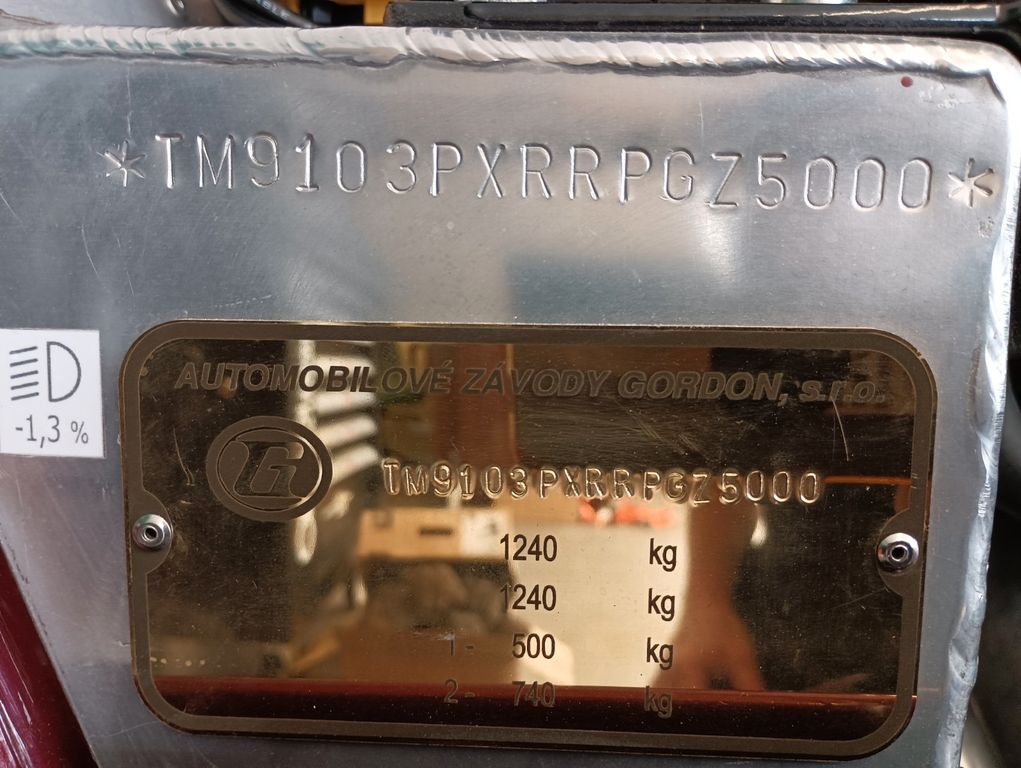 *TM9103PXRRPGZ5000*
-1,3 %
AUTOMOBILOVÉ ZÁVODY GORDON, s.r.o.
G
TM9103PXRRPGZ5000
1240 kg
1240 kg
1- 500 kg
2- 740 kg